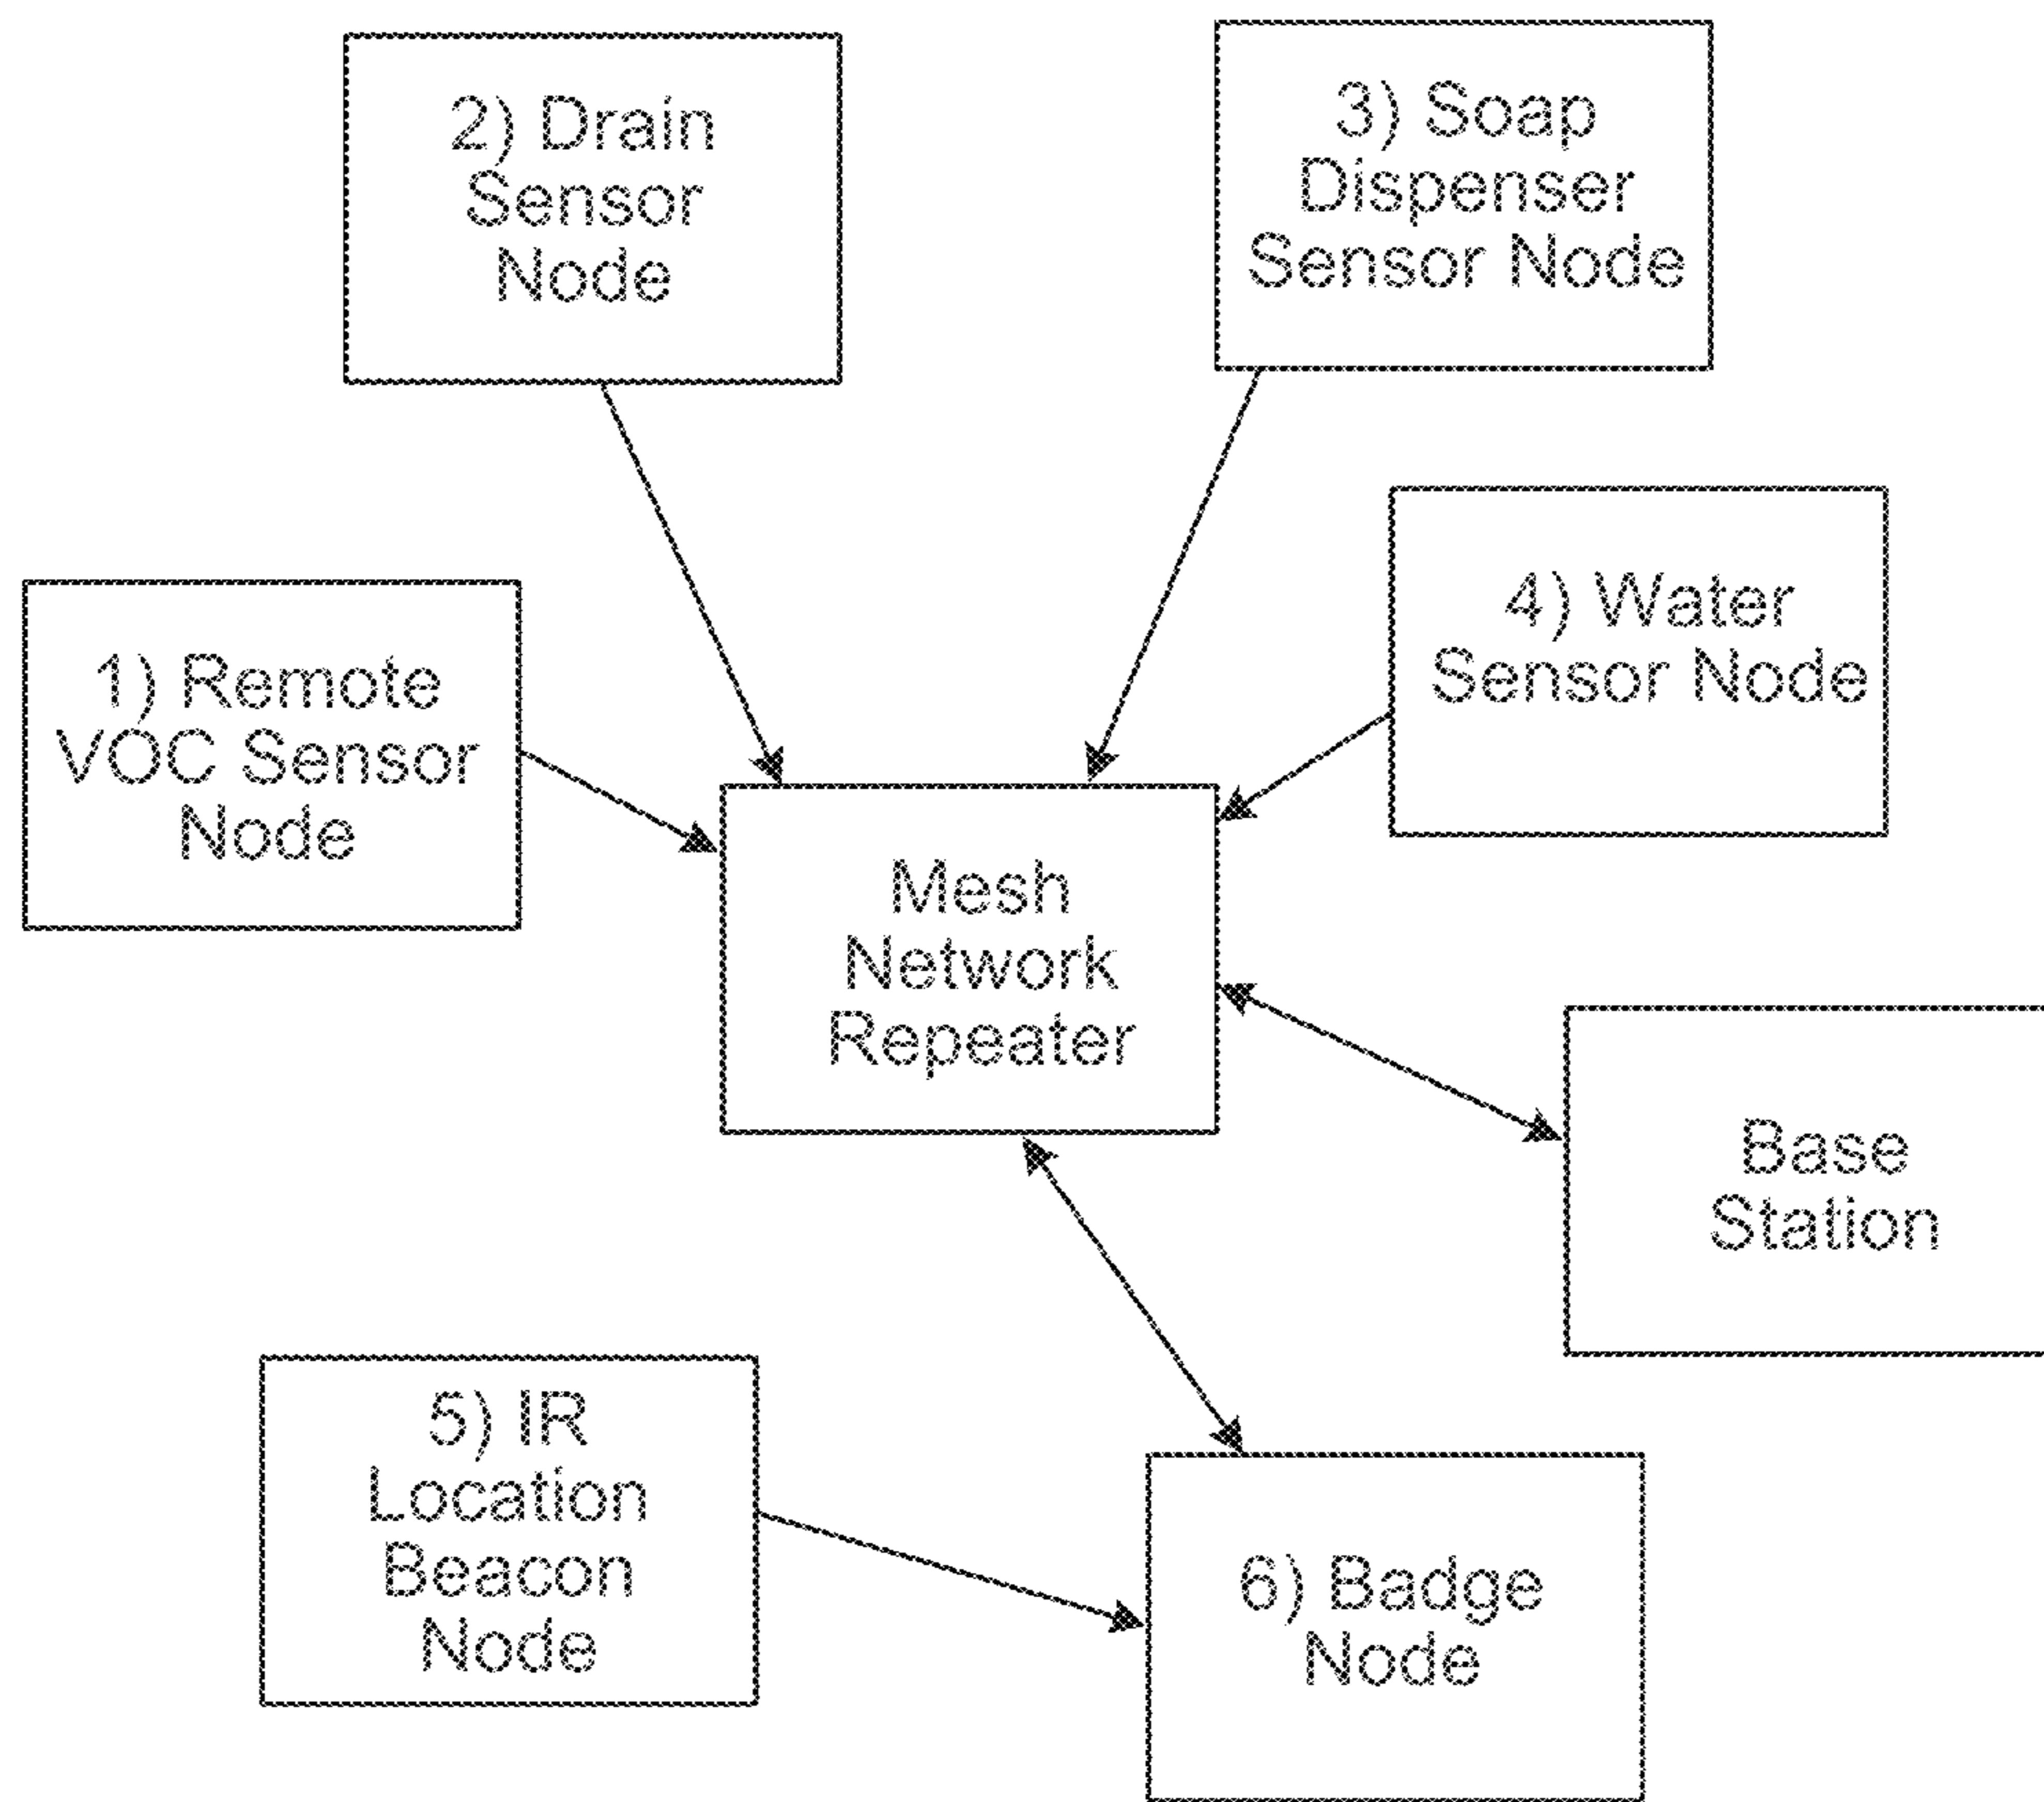 2) Drain
Sensor
Node
3) Soap
Dispenser
Sensor Node
1) Remote
VOC Sensor
Node
4) Water
Sensor Node
Mesh
Network
Repeater
Base
Station
5) IR
Location
Beacon
Node
6) Badge
Node